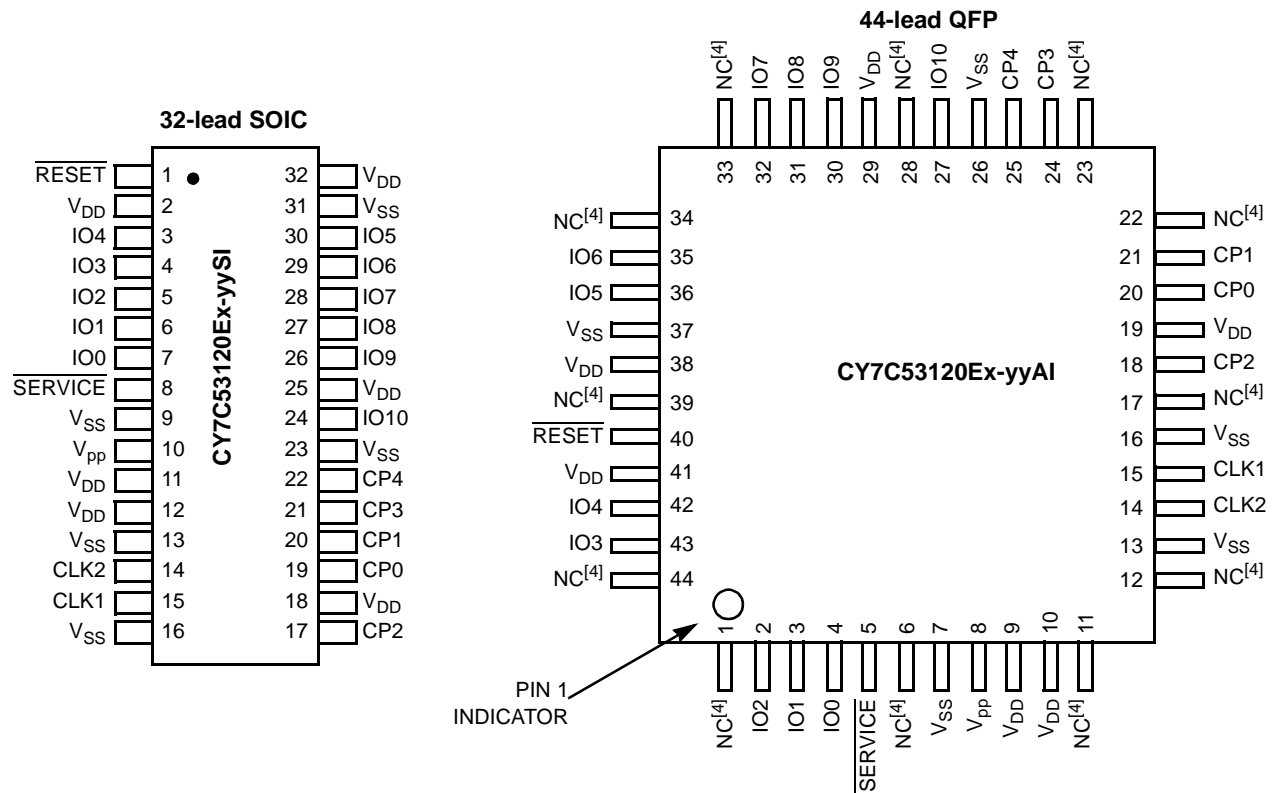 32-lead SOIC
RESET 1 32 VDD
VDD 2 31 VSS
IO4 3 30 IO5
IO3 4 29 IO6
IO2 5 28 IO7
IO1 6 27 IO8
IO0 7 26 IO9
SERVICE 8 25 VDD
VSS 9 24 IO10
Vpp 10 23 VSS
VDD 11 22 CP4
VDD 12 21 CP3
VSS 13 20 CP1
CLK2 14 19 CP0
CLK1 15 18 VDD
VSS 16 17 CP2
CY7C53120Ex-yySI
44-lead QFP
NC[4] IO7 IO8 IO9 VDD NC[4] IO10 VSS CP4 CP3 NC[4]
33 32 31 30 29 28 27 26 25 24 23
NC[4] 34 22 NC[4]
IO6 35 21 CP1
IO5 36 20 CP0
VSS 37 19 VDD
VDD 38 18 CP2
CY7C53120Ex-yyAI
NC[4] 39 17 NC[4]
RESET 40 16 VSS
VDD 41 15 CLK1
IO4 42 14 CLK2
IO3 43 13 VSS
NC[4] 44 12 NC[4]
1 2 3 4 5 6 7 8 9 10 11
NC[4] IO2 IO1 IO0 SERVICE NC[4] VSS Vpp VDD VDD NC[4]
PIN 1
INDICATOR